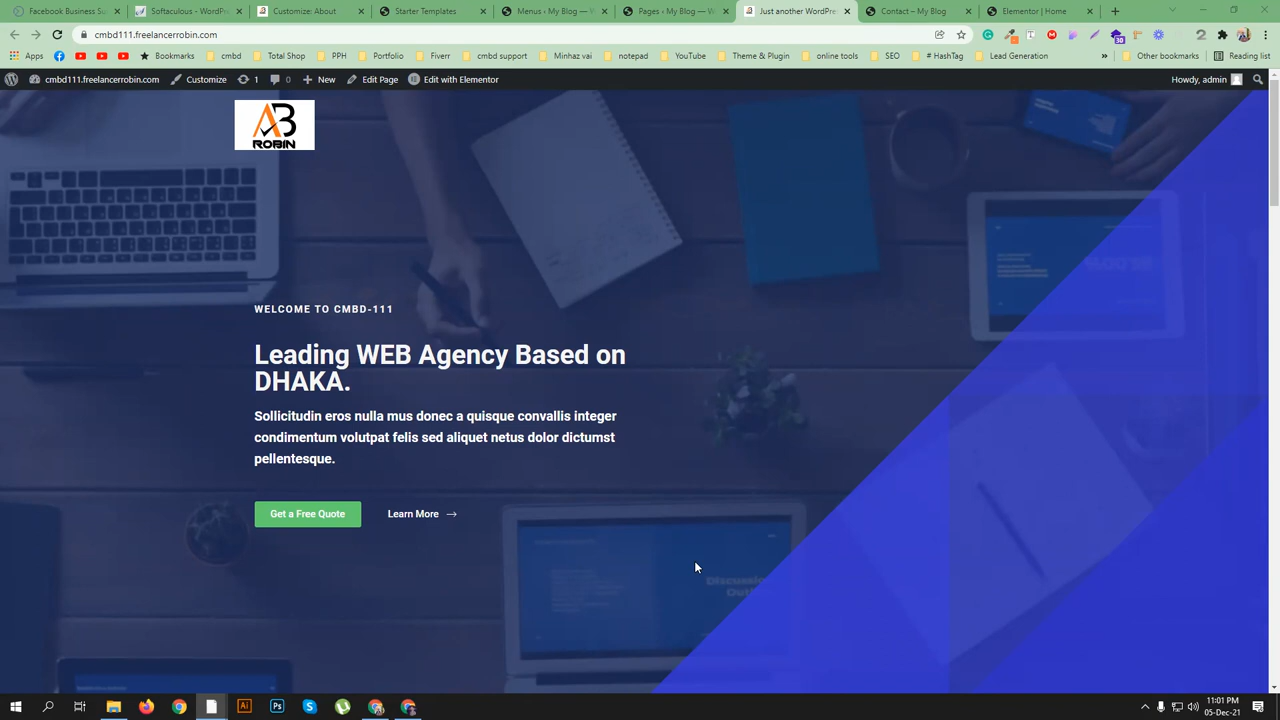 Facebook Business Su
Softaculous - WordPr
Customize: About
Starter Templates
Menus ‹ My Blog — W
Pages ‹ My Blog — W
Just another WordPre
Contact – My Blog
Elementor | Home
cmbd111.freelancerrobin.com
Apps
Bookmarks
cmbd
Total Shop
PPH
Portfolio
Fiverr
cmbd support
Minhaz vai
notepad
YouTube
Theme & Plugin
online tools
SEO
# HashTag
Lead Generation
»
Other bookmarks
Reading list
cmbd111.freelancerrobin.com
Customize
1
0
New
Edit Page
Edit with Elementor
Howdy, admin
AB
ROBIN
WELCOME TO CMBD-111
Leading WEB Agency Based on
DHAKA.
Sollicitudin eros nulla mus donec a quisque convallis integer
condimentum volutpat felis sed aliquet netus dolor dictumst
pellentesque.
Get a Free Quote
Learn More
Ai
Ps
11:01 PM
05-Dec-21